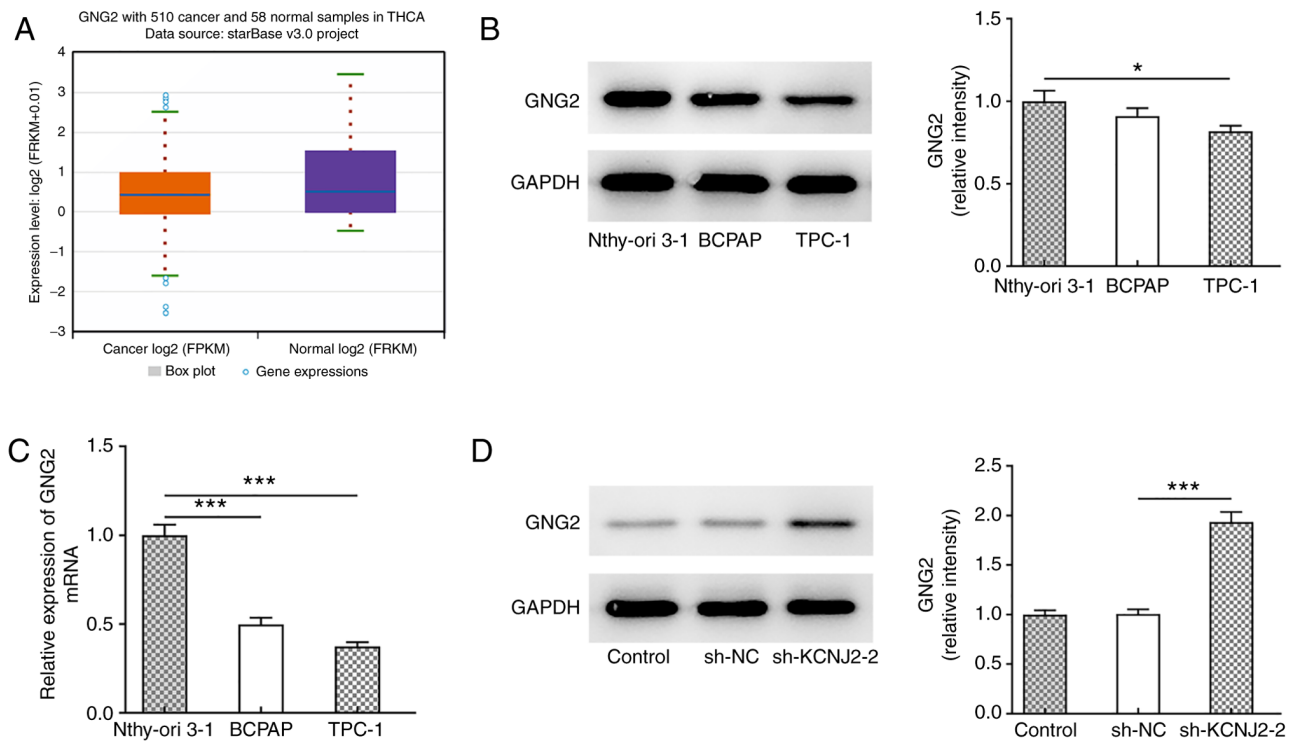 A
GNG2 with 510 cancer and 58 normal samples in THCA
Data source: starBase v3.0 project
Expression level: log2 (FRKM+0.01)
4
3
2
1
0
−1
−2
−3
Cancer log2 (FPKM)
Normal log2 (FRKM)
Box plot
Gene expressions
B
GNG2
GAPDH
Nthy-ori 3-1 BCPAP TPC-1
GNG2
(relative intensity)
1.5
1.0
0.5
0.0
*
Nthy-ori 3-1 BCPAP TPC-1
C
Relative expression of GNG2
mRNA
1.5
1.0
0.5
0.0
***
***
Nthy-ori 3-1 BCPAP TPC-1
D
GNG2
GAPDH
Control sh-NC sh-KCNJ2-2
GNG2
(relative intensity)
2.5
2.0
1.5
1.0
0.5
0.0
***
Control sh-NC sh-KCNJ2-2